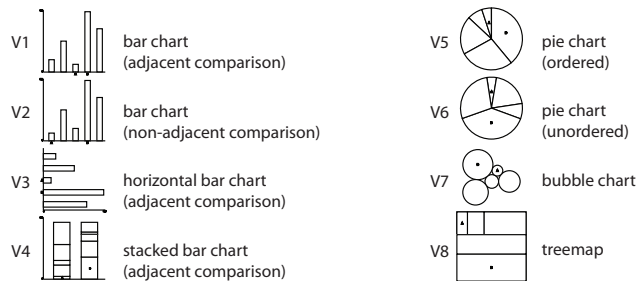 V1
bar chart
(adjacent comparison)
V2
bar chart
(non-adjacent comparison)
V3
horizontal bar chart
(adjacent comparison)
V4
stacked bar chart
(adjacent comparison)
V5
pie chart
(ordered)
V6
pie chart
(unordered)
V7
bubble chart
V8
treemap